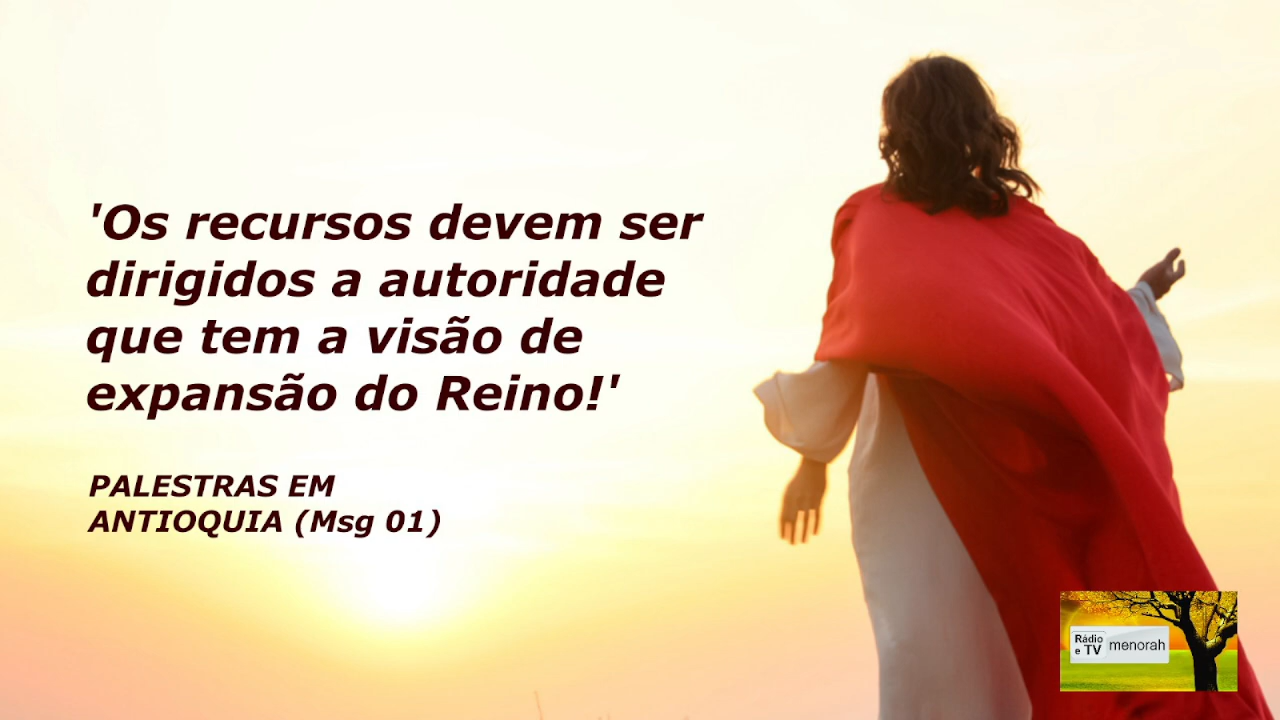 'Os recursos devem ser
dirigidos a autoridade
que tem a visão de
expansão do Reino!'
PALESTRAS EM
ANTIOQUIA (Msg 01)
Rádio
e TV menorah